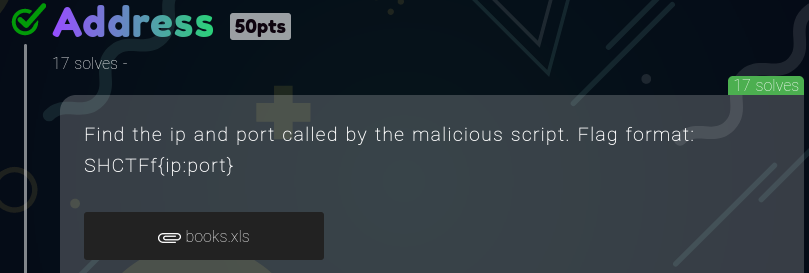 Address 50pts
17 solves -
17 solves
Find the ip and port called by the malicious script. Flag format:
SHCTFf{ip:port}
books.xls